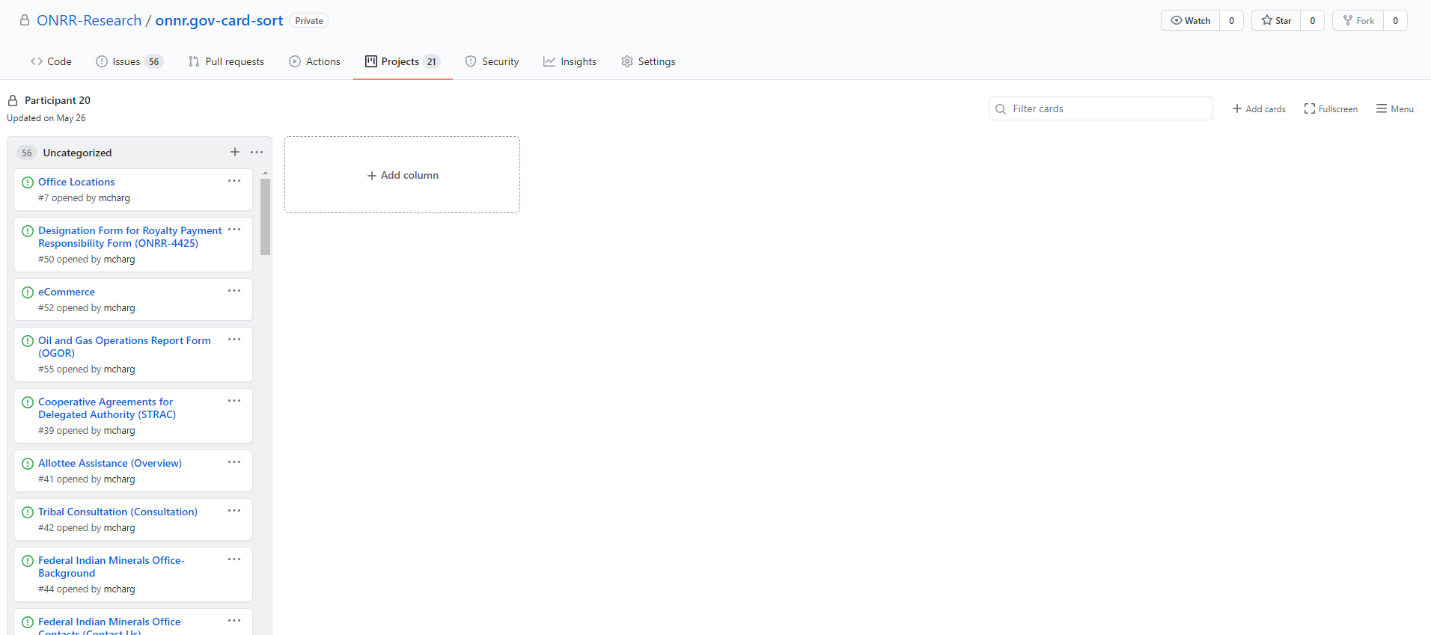 ONRR-Research / onnr.gov-card-sort Private
Watch 0
Star 0
Fork 0
Code
Issues 56
Pull requests
Actions
Projects 21
Security
Insights
Settings
Participant 20
Updated on May 26
Filter cards
+ Add cards
Fullscreen
Menu
56 Uncategorized + ...
+ Add column
Office Locations ...
#7 opened by mcharg
Designation Form for Royalty Payment ...
Responsibility Form (ONRR-4425)
#50 opened by mcharg
eCommerce ...
#52 opened by mcharg
Oil and Gas Operations Report Form ...
(OGOR)
#55 opened by mcharg
Cooperative Agreements for ...
Delegated Authority (STRAC)
#39 opened by mcharg
Allottee Assistance (Overview) ...
#41 opened by mcharg
Tribal Consultation (Consultation) ...
#42 opened by mcharg
Federal Indian Minerals Office- ...
Background
#44 opened by mcharg
Federal Indian Minerals Office ...
Contacts (Contact Us)